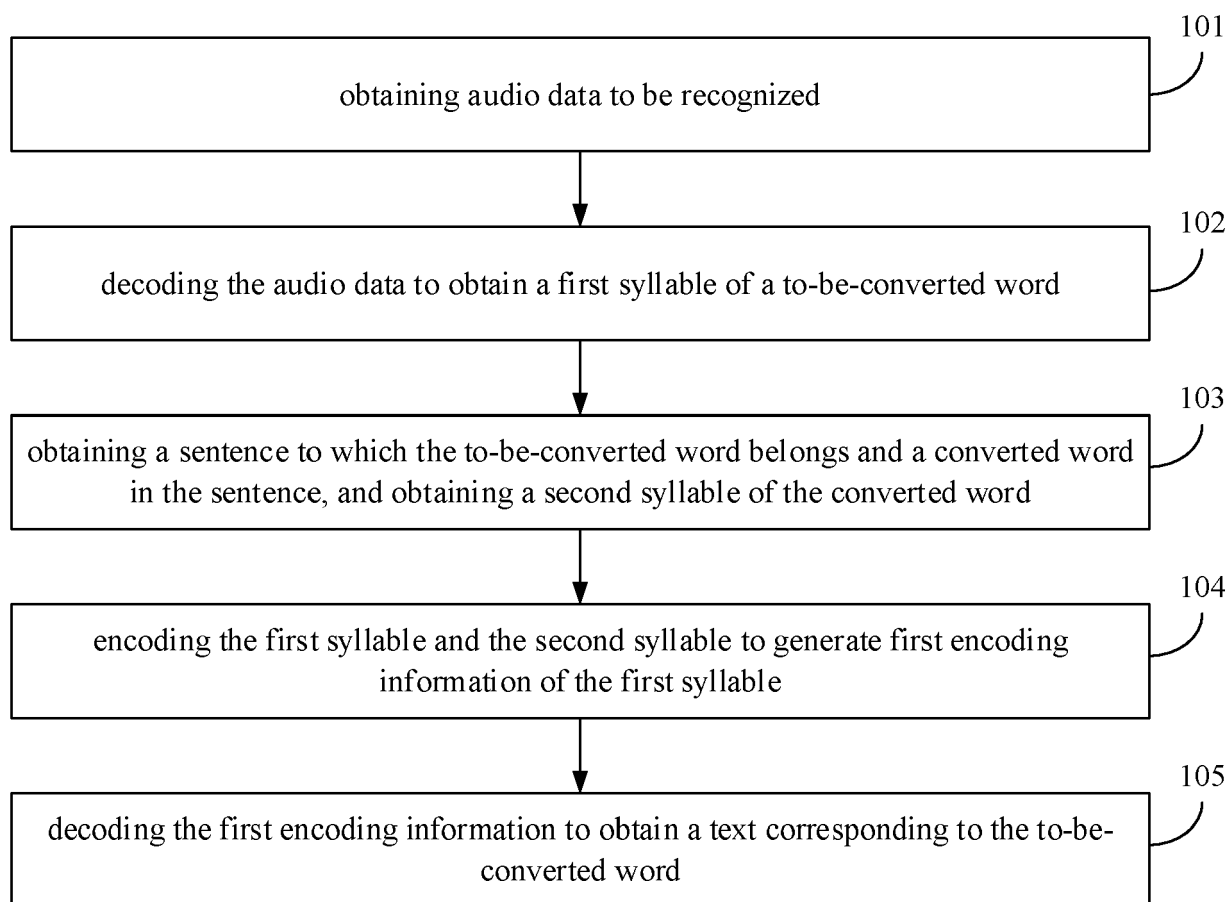 101
obtaining audio data to be recognized
102
decoding the audio data to obtain a first syllable of a to-be-converted word
103
obtaining a sentence to which the to-be-converted word belongs and a converted word
in the sentence, and obtaining a second syllable of the converted word
104
encoding the first syllable and the second syllable to generate first encoding
information of the first syllable
105
decoding the first encoding information to obtain a text corresponding to the to-be-
converted word